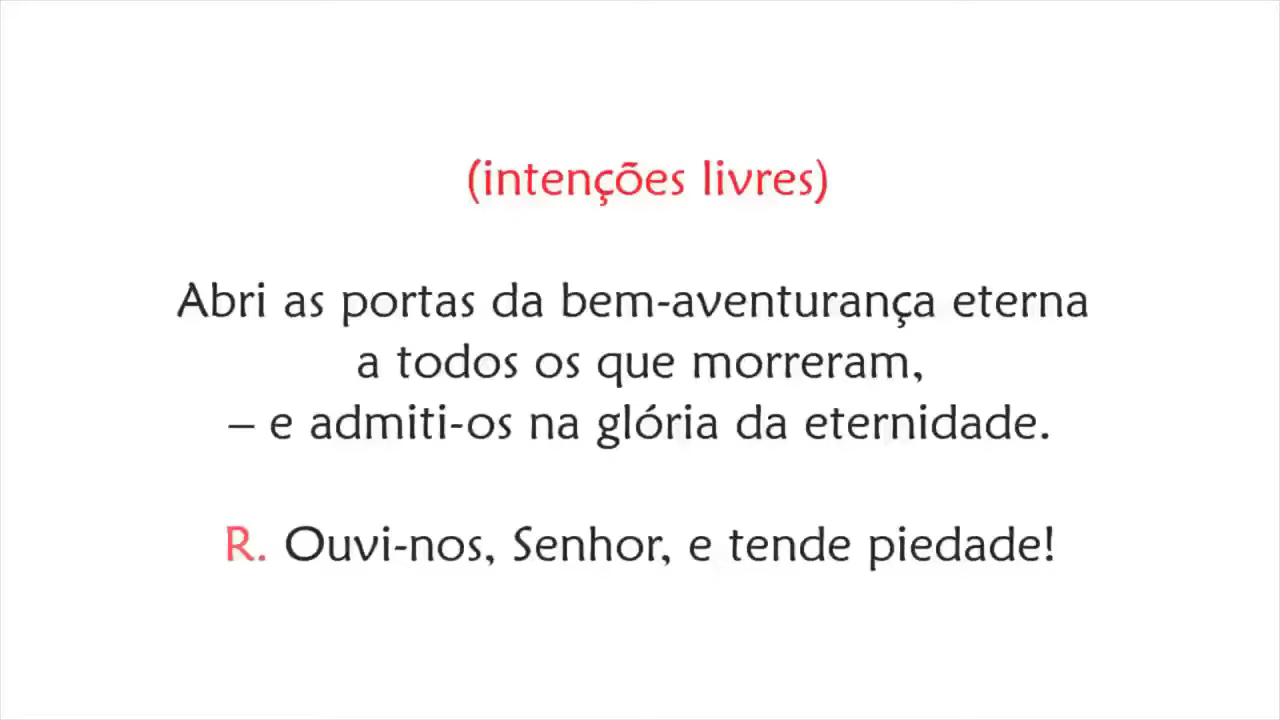 (intenções livres)
Abri as portas da bem-aventurança eterna
a todos os que morreram,
– e admiti-os na glória da eternidade.
R. Ouvi-nos, Senhor, e tende piedade!